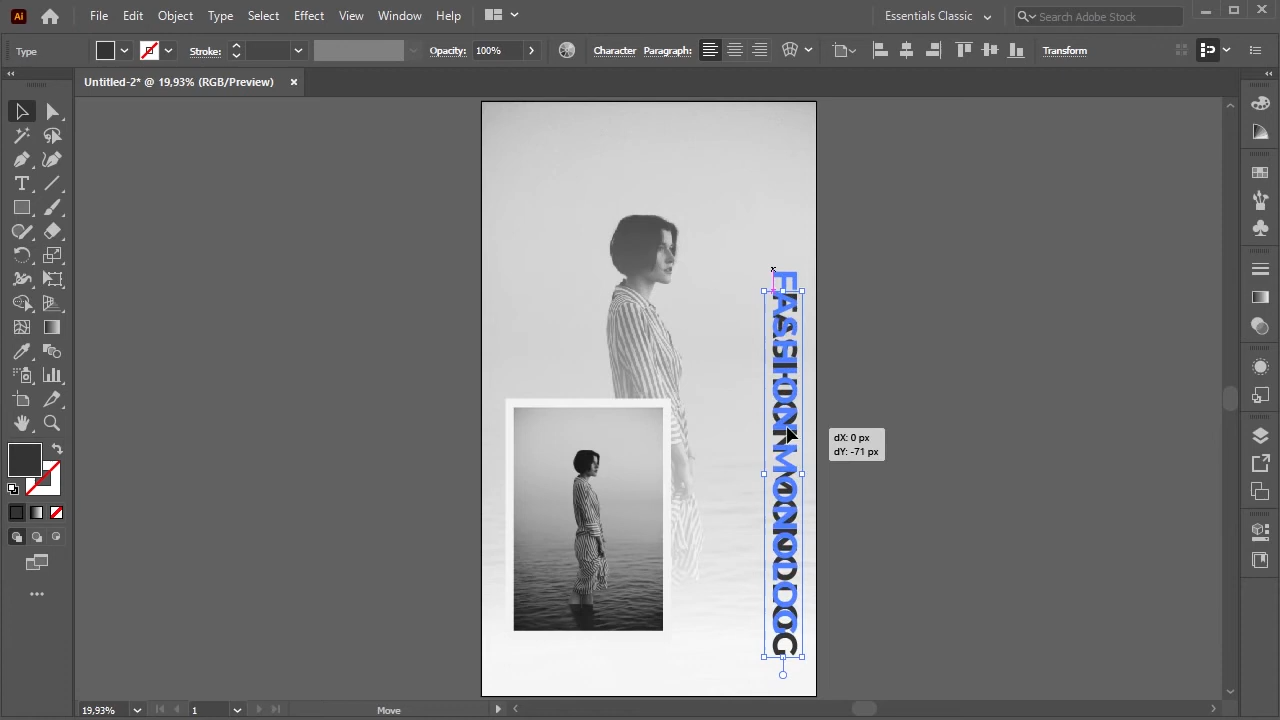 Ai
File Edit Object Type Select Effect View Window Help
Essentials Classic
Search Adobe Stock
Type
Stroke:
Opacity: 100%
Character
Paragraph:
Transform
Untitled-2* @ 19,93% (RGB/Preview)
dX: 0 px
dY: -71 px
19,93%
1
Move